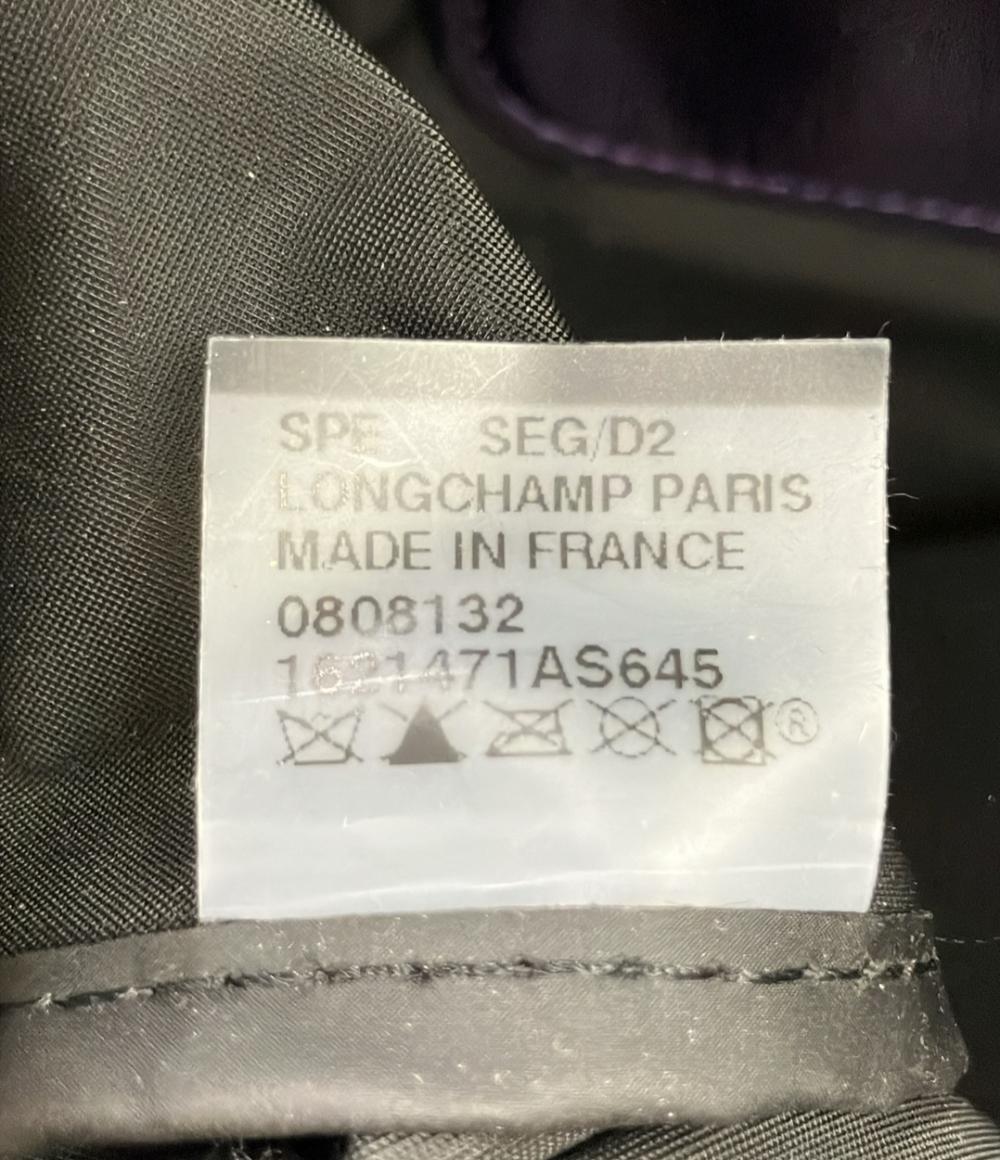 SPE SEG/D2
LONGCHAMP PARIS
MADE IN FRANCE
0808132
1621471AS645
®